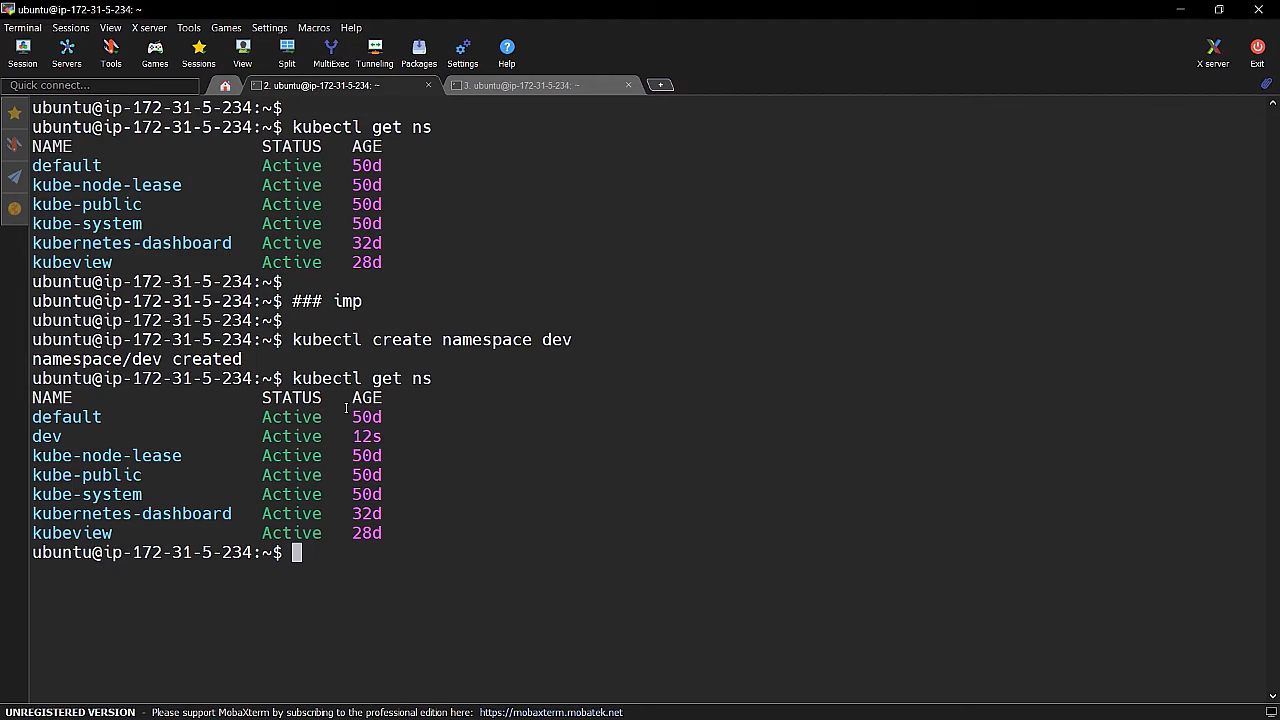 ubuntu@ip-172-31-5-234: ~
Terminal Sessions View X server Tools Games Settings Macros Help
Session Servers Tools Games Sessions View Split MultiExec Tunneling Packages Settings Help X server Exit
Quick connect... 2. ubuntu@ip-172-31-5-234: ~ 3. ubuntu@ip-172-31-5-234: ~
ubuntu@ip-172-31-5-234:~$
ubuntu@ip-172-31-5-234:~$ kubectl get ns
NAME STATUS AGE
default Active 50d
kube-node-lease Active 50d
kube-public Active 50d
kube-system Active 50d
kubernetes-dashboard Active 32d
kubeview Active 28d
ubuntu@ip-172-31-5-234:~$
ubuntu@ip-172-31-5-234:~$ ### imp
ubuntu@ip-172-31-5-234:~$
ubuntu@ip-172-31-5-234:~$ kubectl create namespace dev
namespace/dev created
ubuntu@ip-172-31-5-234:~$ kubectl get ns
NAME STATUS AGE
default Active 50d
dev Active 12s
kube-node-lease Active 50d
kube-public Active 50d
kube-system Active 50d
kubernetes-dashboard Active 32d
kubeview Active 28d
ubuntu@ip-172-31-5-234:~$
UNREGISTERED VERSION - Please support MobaXterm by subscribing to the professional edition here: https://mobaxterm.mobatek.net